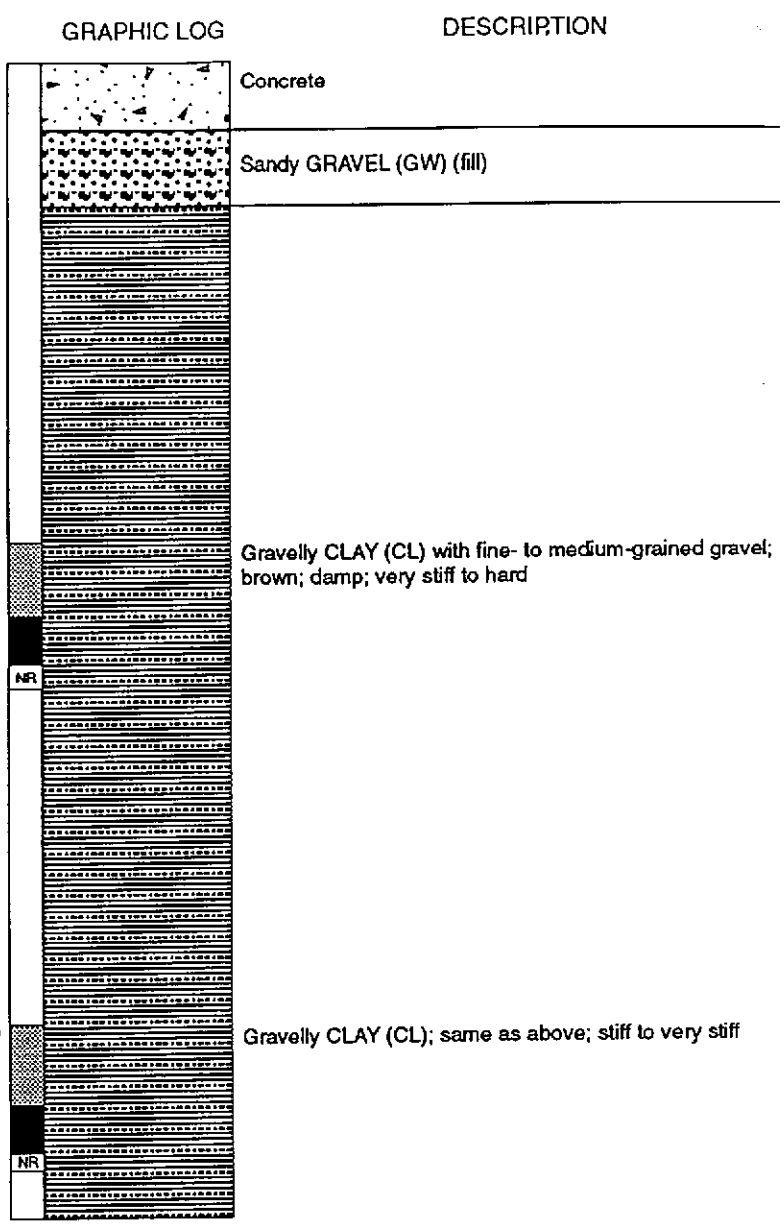 GRAPHIC LOG
DESCRIPTION
Concrete
Sandy GRAVEL (GW) (fill)
Gravelly CLAY (CL) with fine- to medium-grained gravel;
brown; damp; very stiff to hard
NR
Gravelly CLAY (CL); same as above; stiff to very stiff
NR